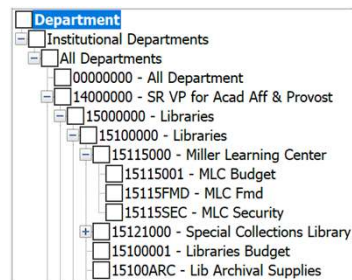 Department
Institutional Departments
All Departments
00000000 - All Department
14000000 - SR VP for Acad Aff & Provost
15000000 - Libraries
15100000 - Libraries
15115000 - Miller Learning Center
15115001 - MLC Budget
15115FMD - MLC Fmd
15115SEC - MLC Security
15121000 - Special Collections Library
15100001 - Libraries Budget
15100ARC - Lib Archival Supplies